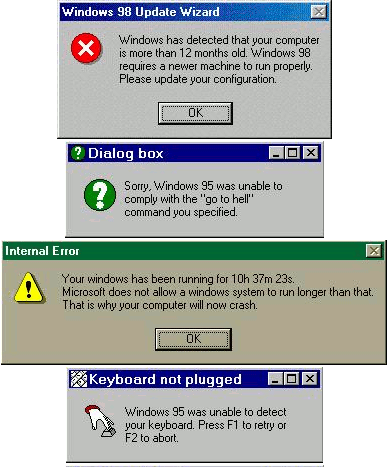 Windows 98 Update Wizard
Windows has detected that your computer
is more than 12 months old. Windows 98
requires a newer machine to run properly.
Please update your configuration.
OK
Dialog box
Sorry, Windows 95 was unable to
comply with the "go to hell"
command you specified.
Internal Error
Your windows has been running for 10h 37m 23s.
Microsoft does not allow a windows system to run longer than that.
That is why your computer will now crash.
OK
Keyboard not plugged
Windows 95 was unable to detect
your keyboard. Press F1 to retry or
F2 to abort.